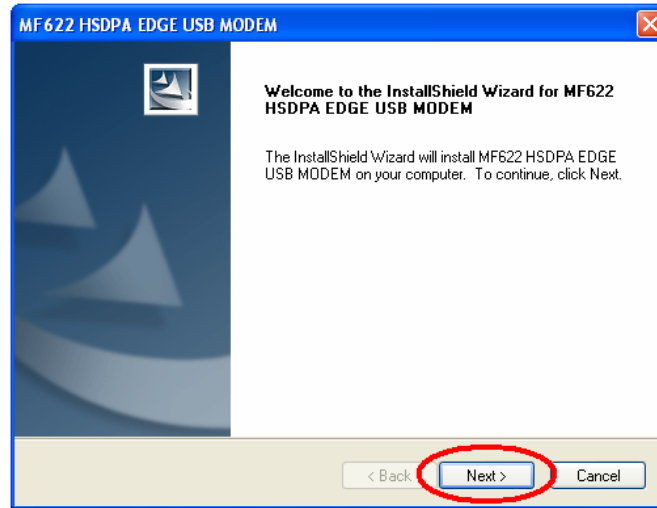 MF622 HSDPA EDGE USB MODEM
Welcome to the InstallShield Wizard for MF622
HSDPA EDGE USB MODEM
The InstallShield Wizard will install MF622 HSDPA EDGE
USB MODEM on your computer. To continue, click Next.
< Back Next > Cancel